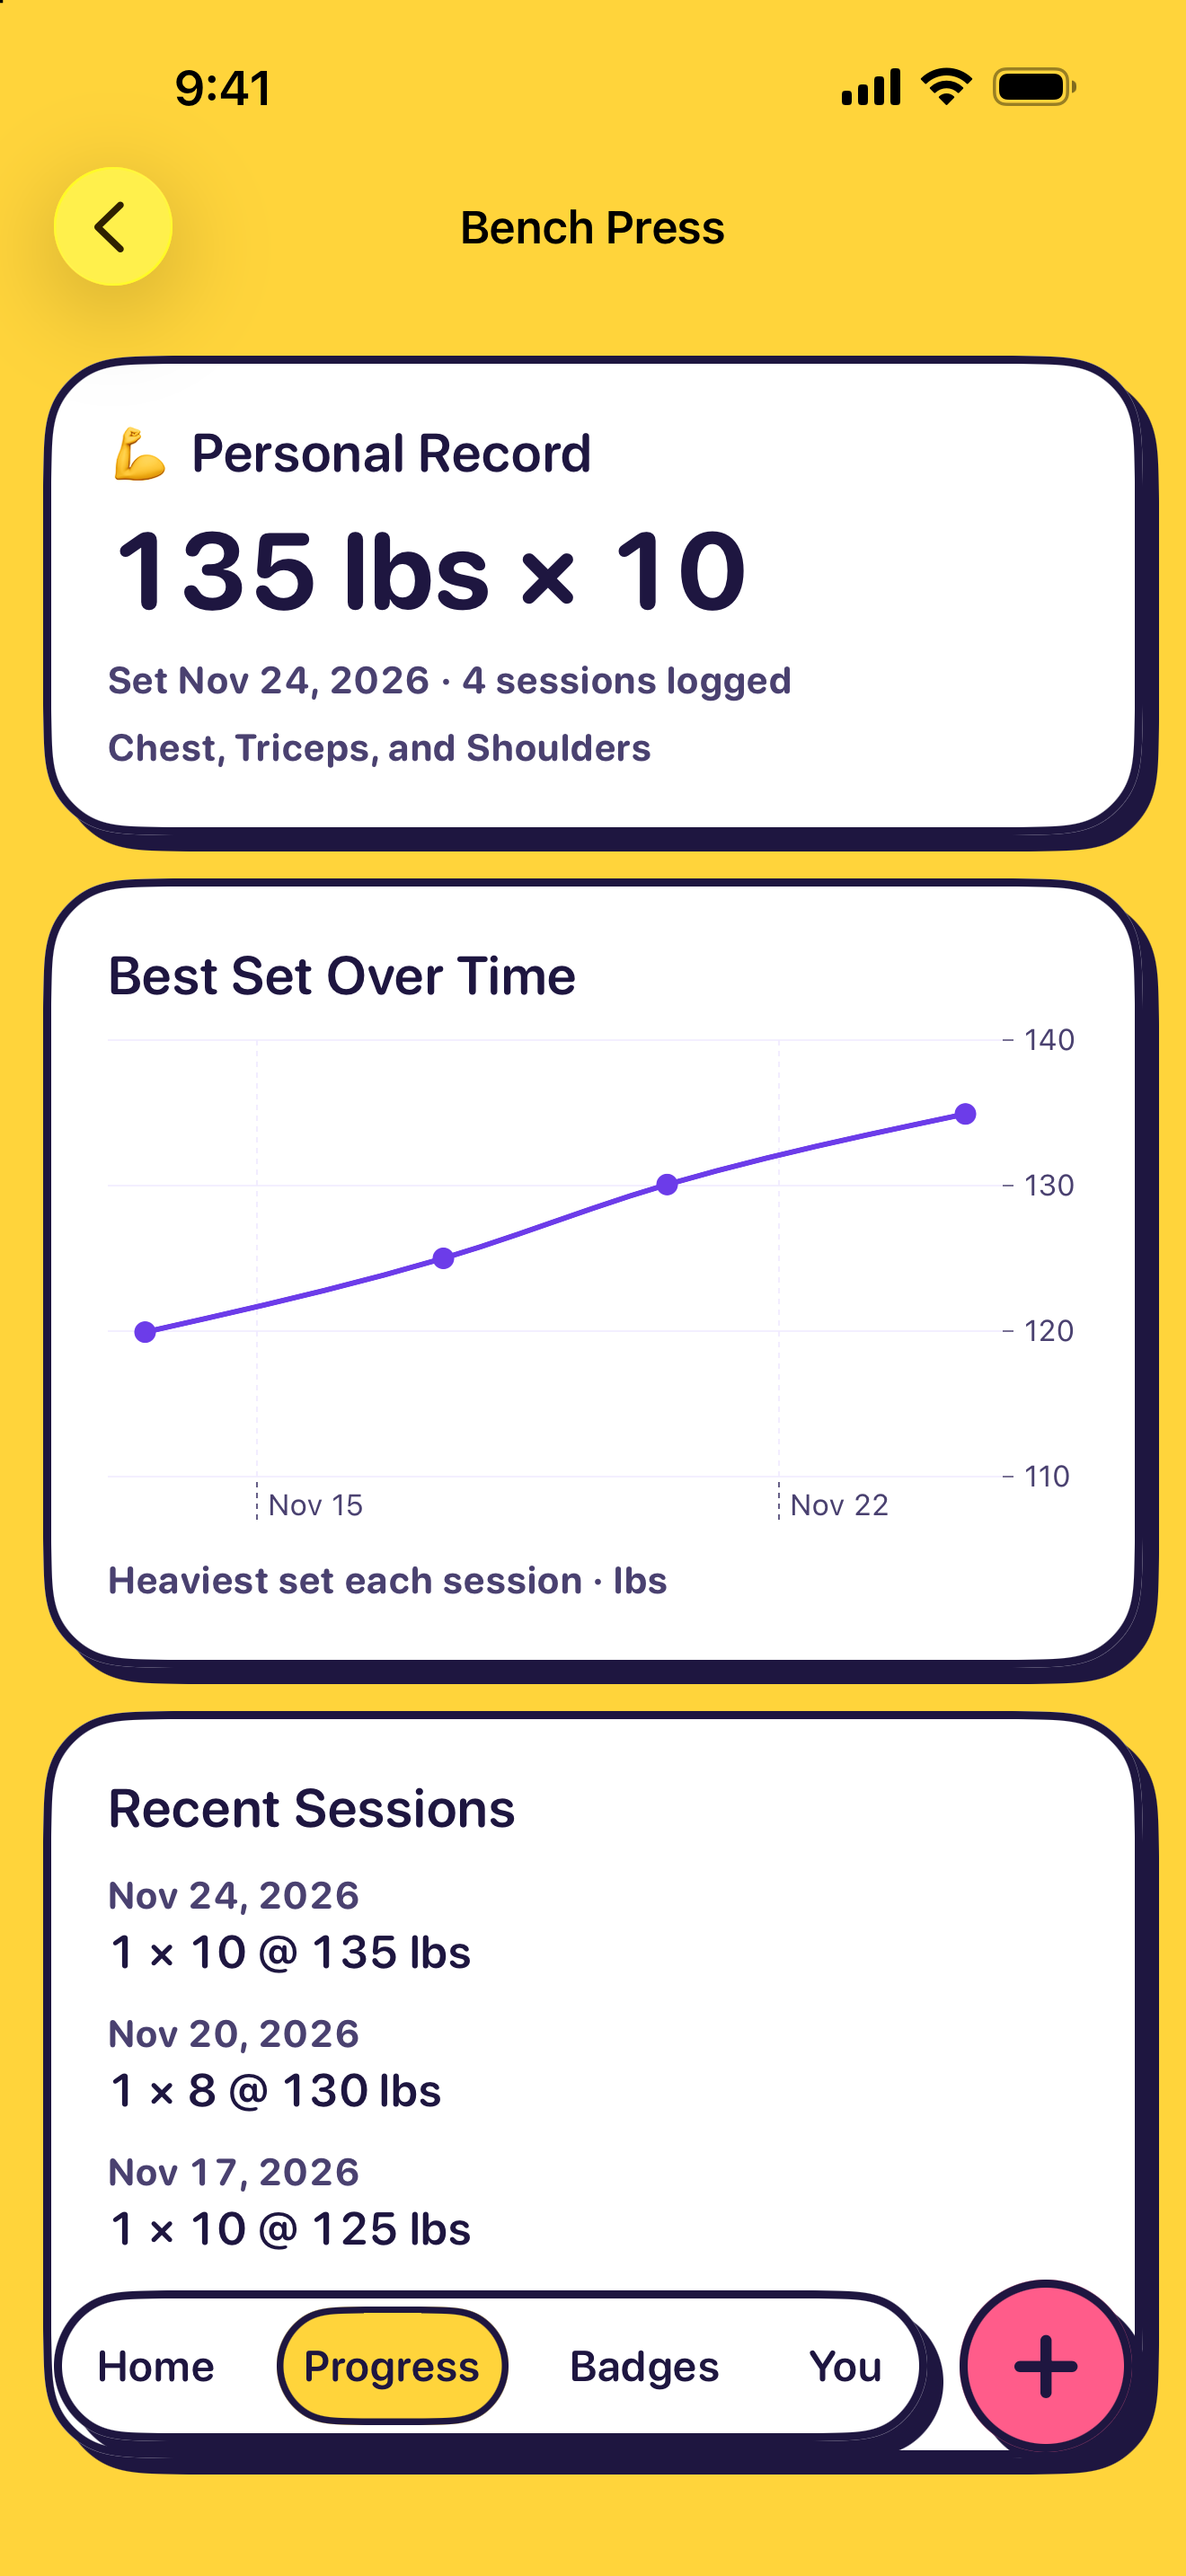 9:41
Bench Press
💪 Personal Record
135 lbs × 10
Set Nov 24, 2026 · 4 sessions logged
Chest, Triceps, and Shoulders
Best Set Over Time
140
130
120
110
Nov 15
Nov 22
Heaviest set each session · lbs
Recent Sessions
Nov 24, 2026
1 × 10 @ 135 lbs
Nov 20, 2026
1 × 8 @ 130 lbs
Nov 17, 2026
1 × 10 @ 125 lbs
Home Progress Badges You